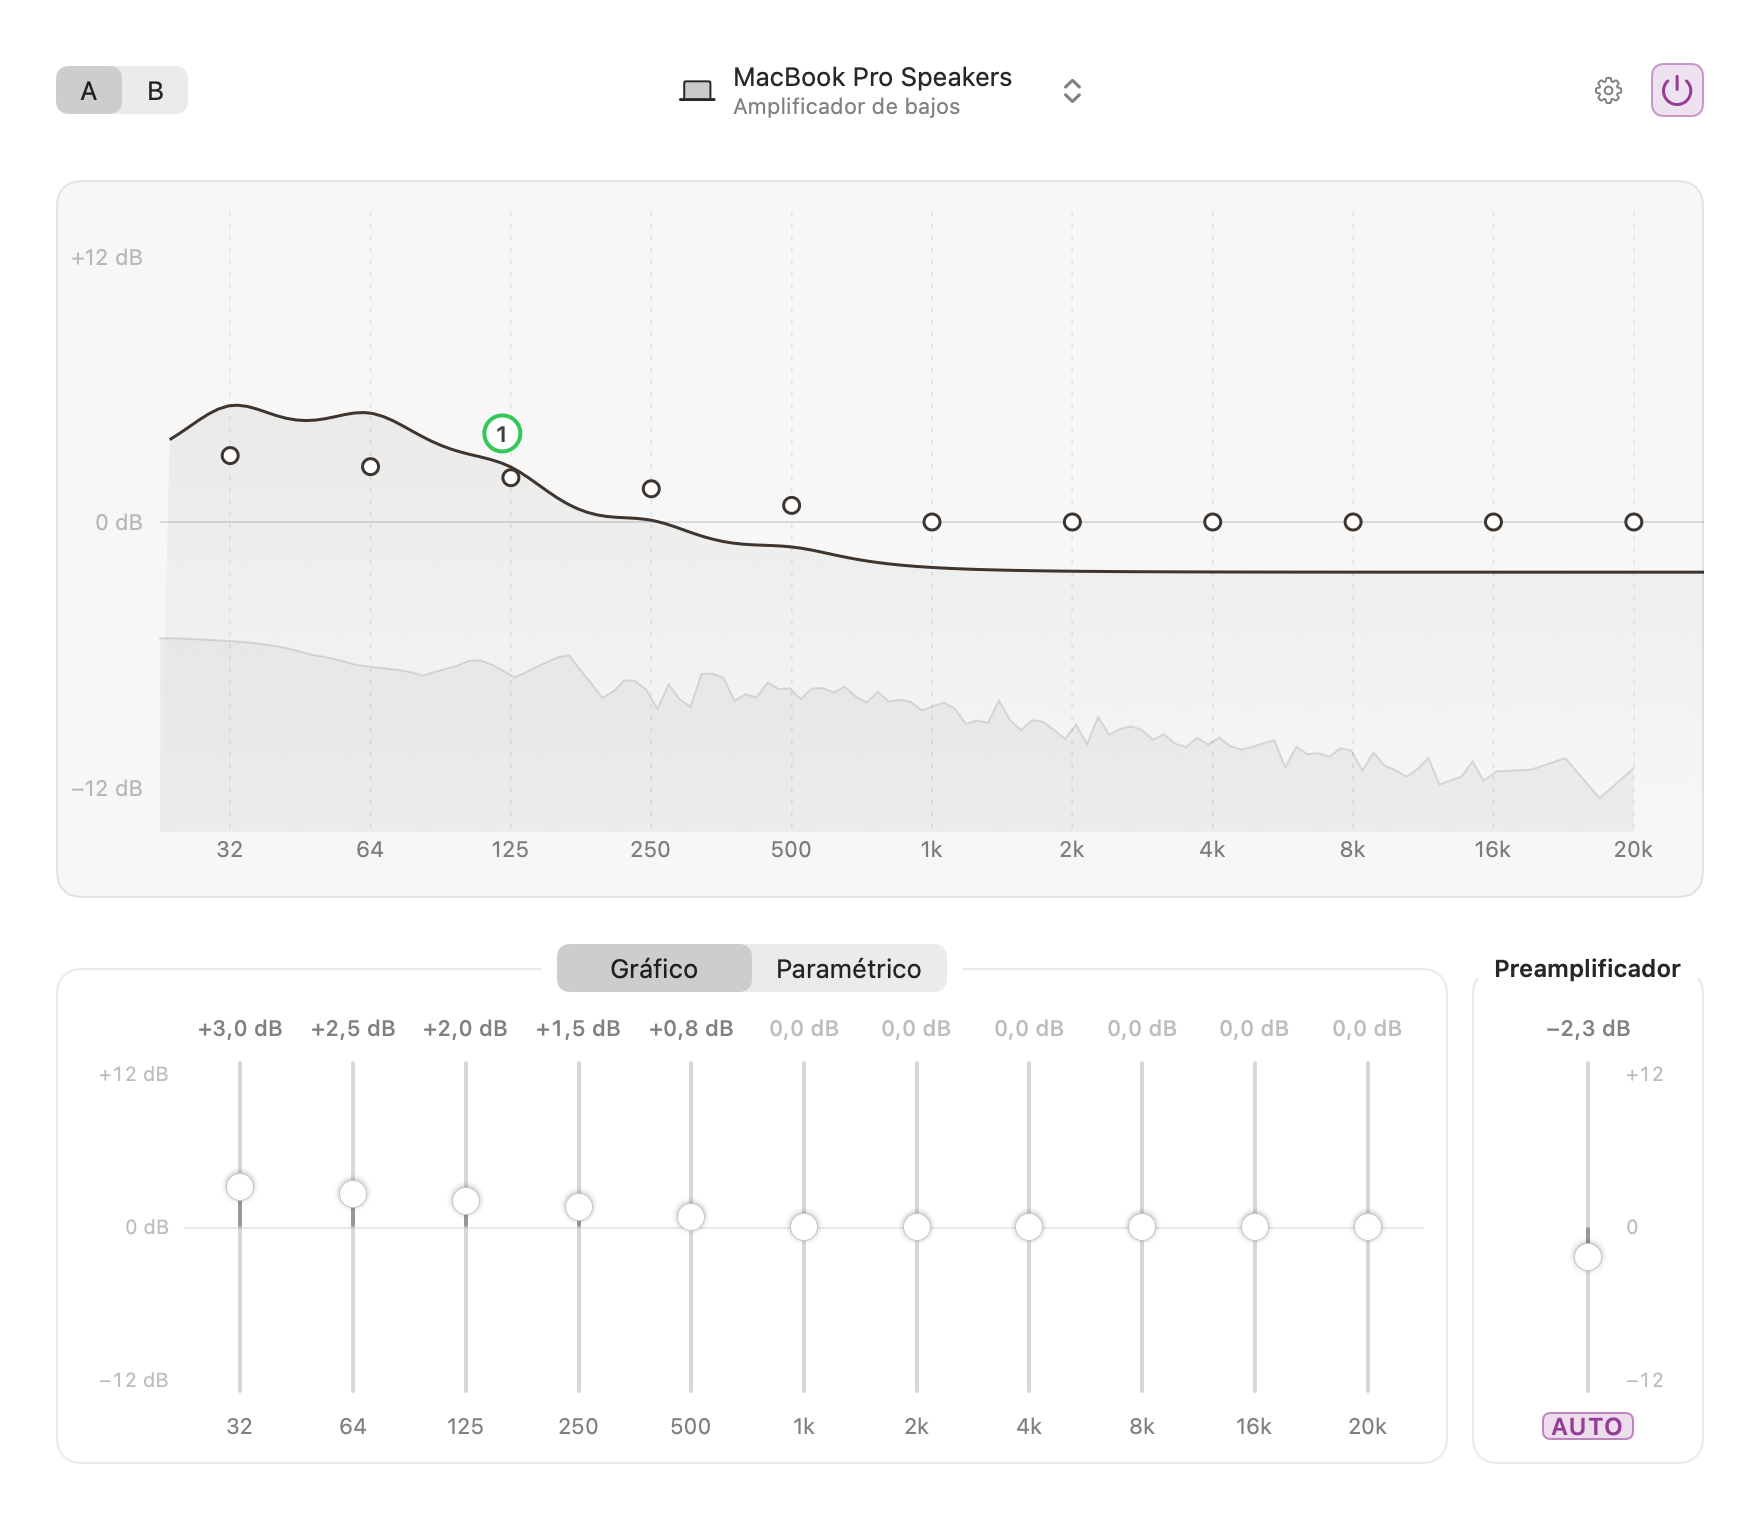 A B
MacBook Pro Speakers
Amplificador de bajos
+12 dB
1
0 dB
−12 dB
32 64 125 250 500 1k 2k 4k 8k 16k 20k
Gráfico Paramétrico
+3,0 dB +2,5 dB +2,0 dB +1,5 dB +0,8 dB 0,0 dB 0,0 dB 0,0 dB 0,0 dB 0,0 dB 0,0 dB
+12 dB
0 dB
−12 dB
32 64 125 250 500 1k 2k 4k 8k 16k 20k
Preamplificador
−2,3 dB
+12
0
−12
AUTO